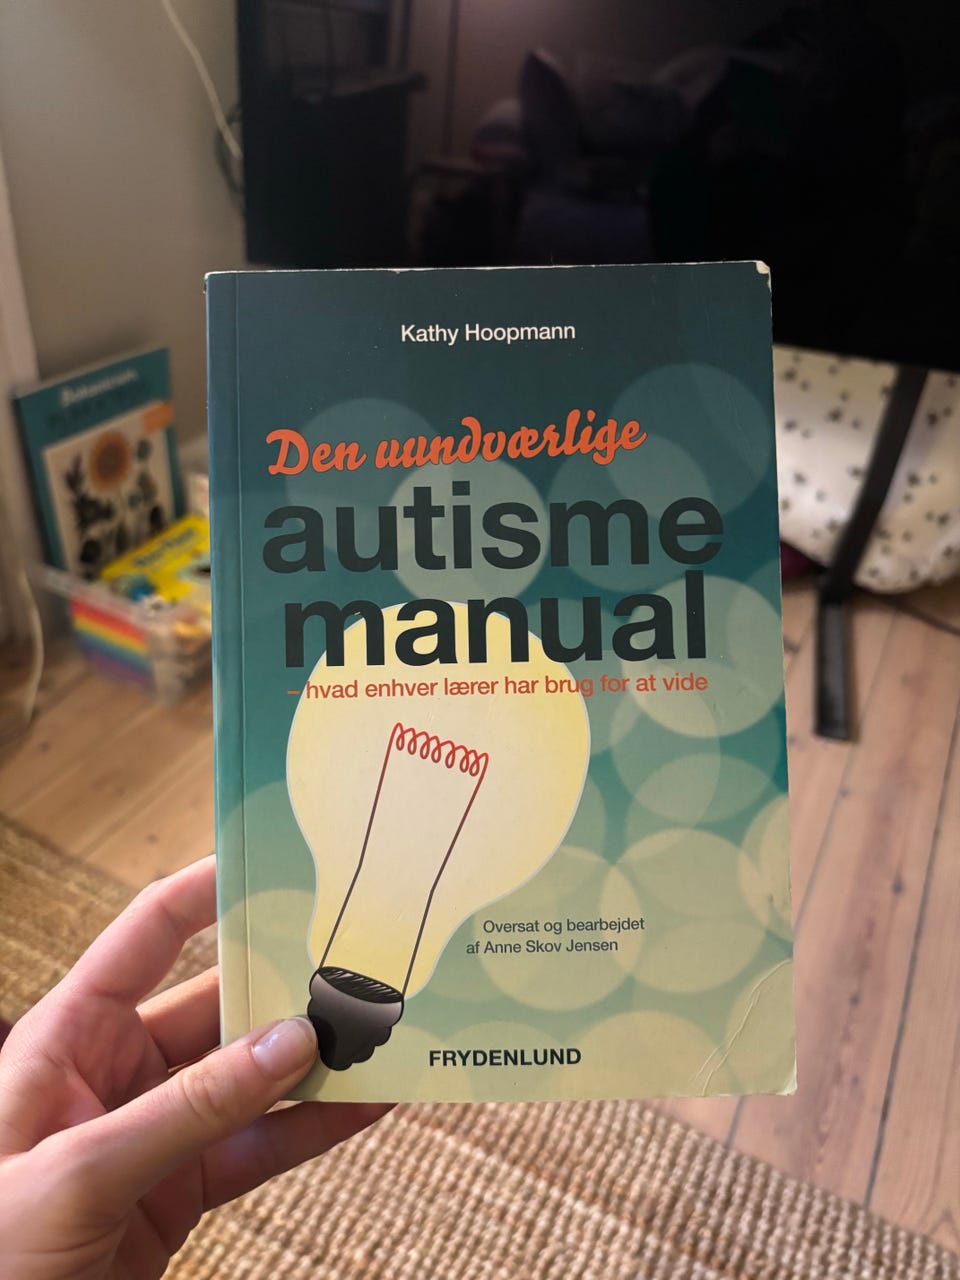 Kathy Hoopmann
Den uundværlige
autisme
manual
– hvad enhver lærer har brug for at vide
Oversat og bearbejdet
af Anne Skov Jensen
FRYDENLUND